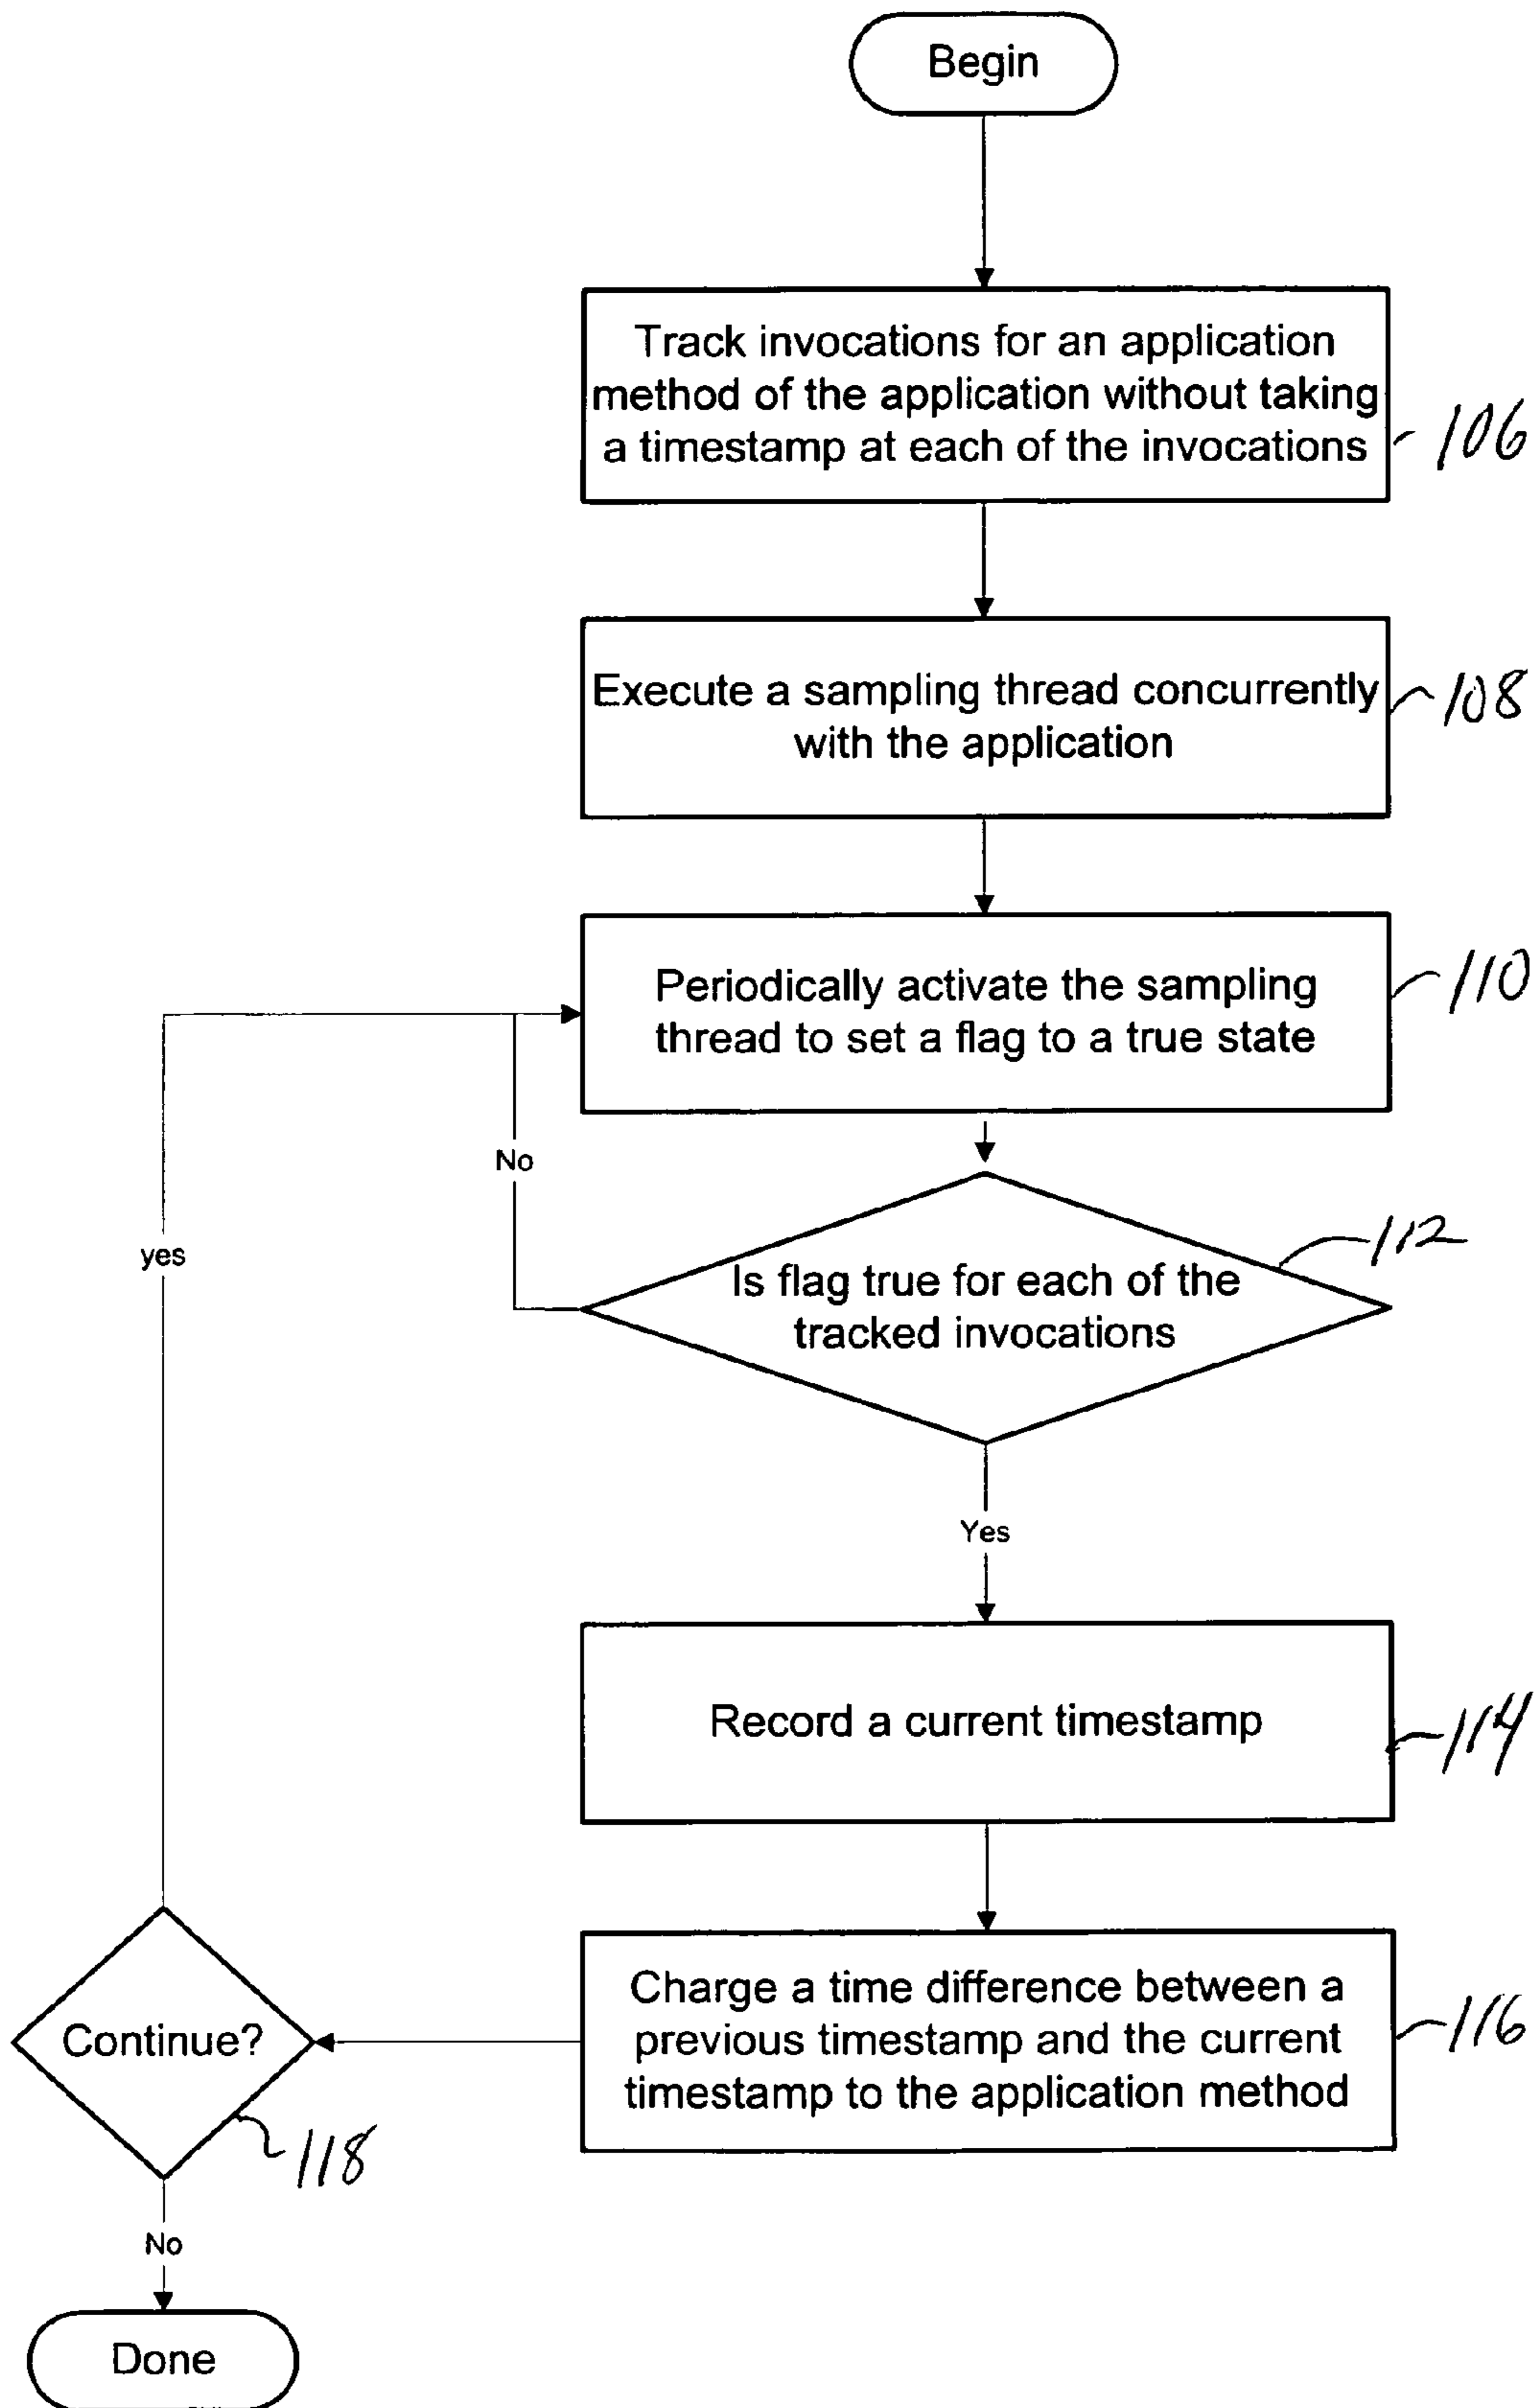 Begin
Track invocations for an application
method of the application without taking
a timestamp at each of the invocations
106
Execute a sampling thread concurrently
with the application
108
Periodically activate the sampling
thread to set a flag to a true state
110
No
yes
Is flag true for each of the
tracked invocations
112
Yes
Record a current timestamp
114
Charge a time difference between a
previous timestamp and the current
timestamp to the application method
116
Continue?
118
No
Done